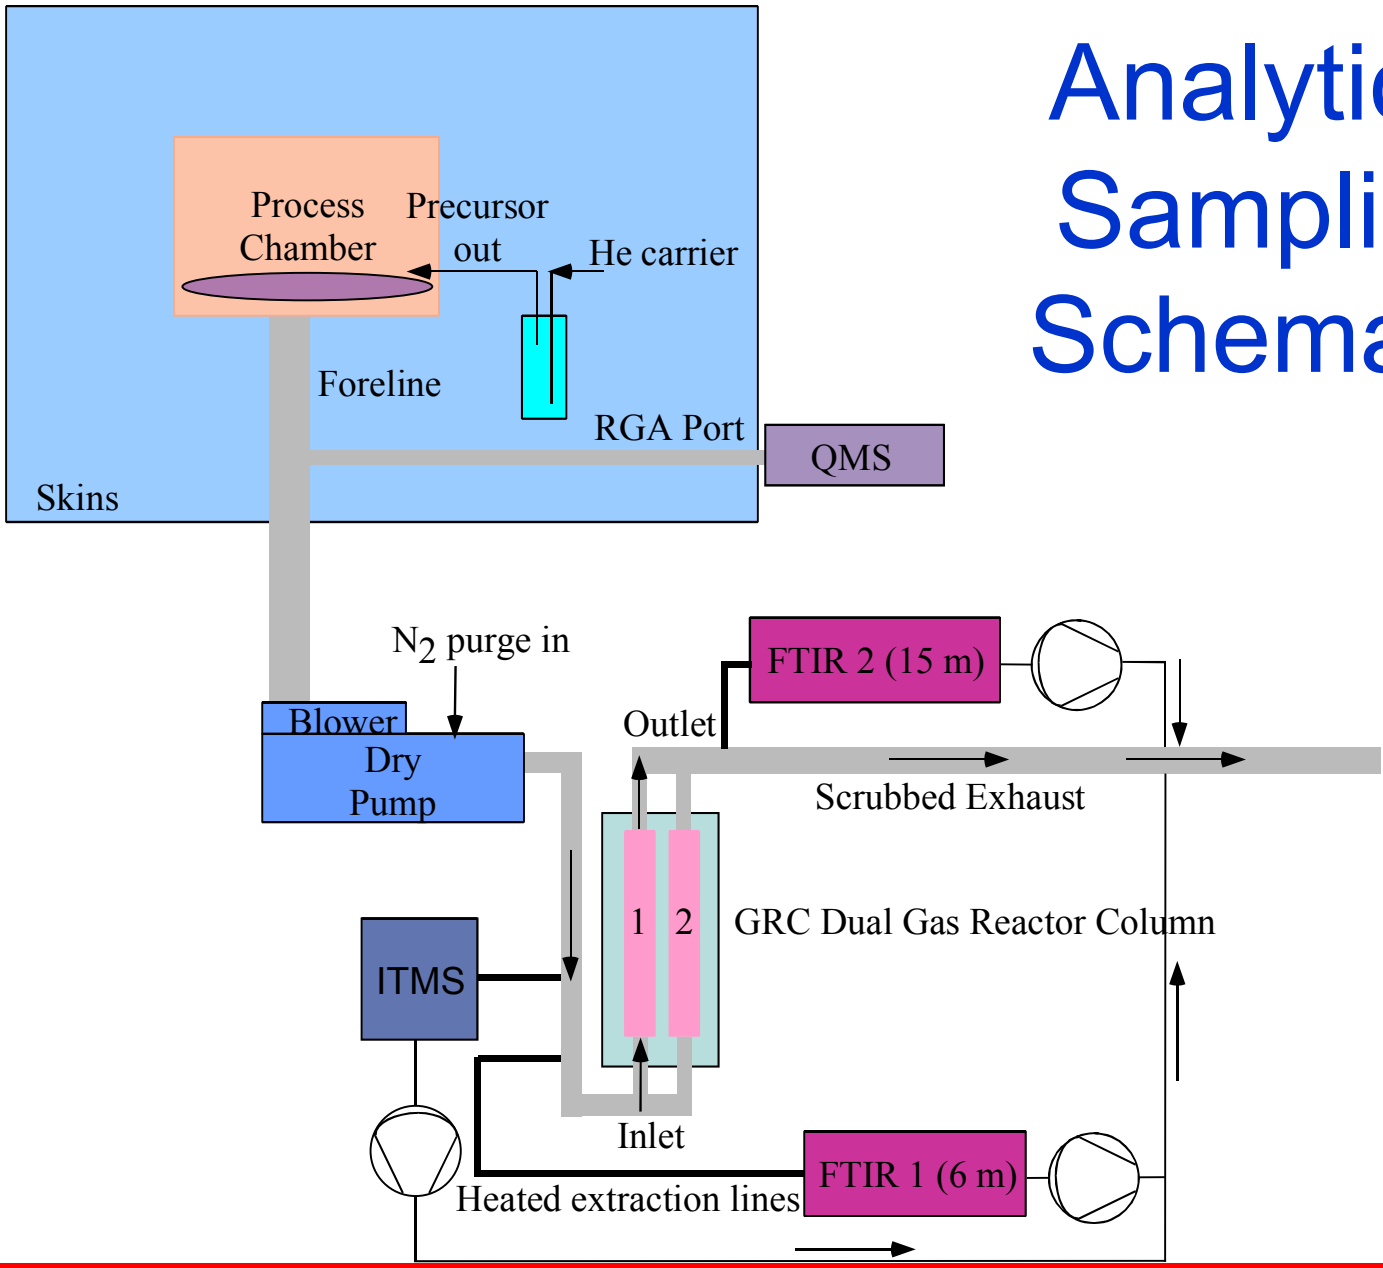 Analytic
Sampli
Schema
Process
Chamber
Precursor
out
He carrier
Foreline
RGA Port
QMS
Skins
N2 purge in
Blower
Dry
Pump
FTIR 2 (15 m)
Outlet
Scrubbed Exhaust
1
2
GRC Dual Gas Reactor Column
ITMS
Inlet
FTIR 1 (6 m)
Heated extraction lines